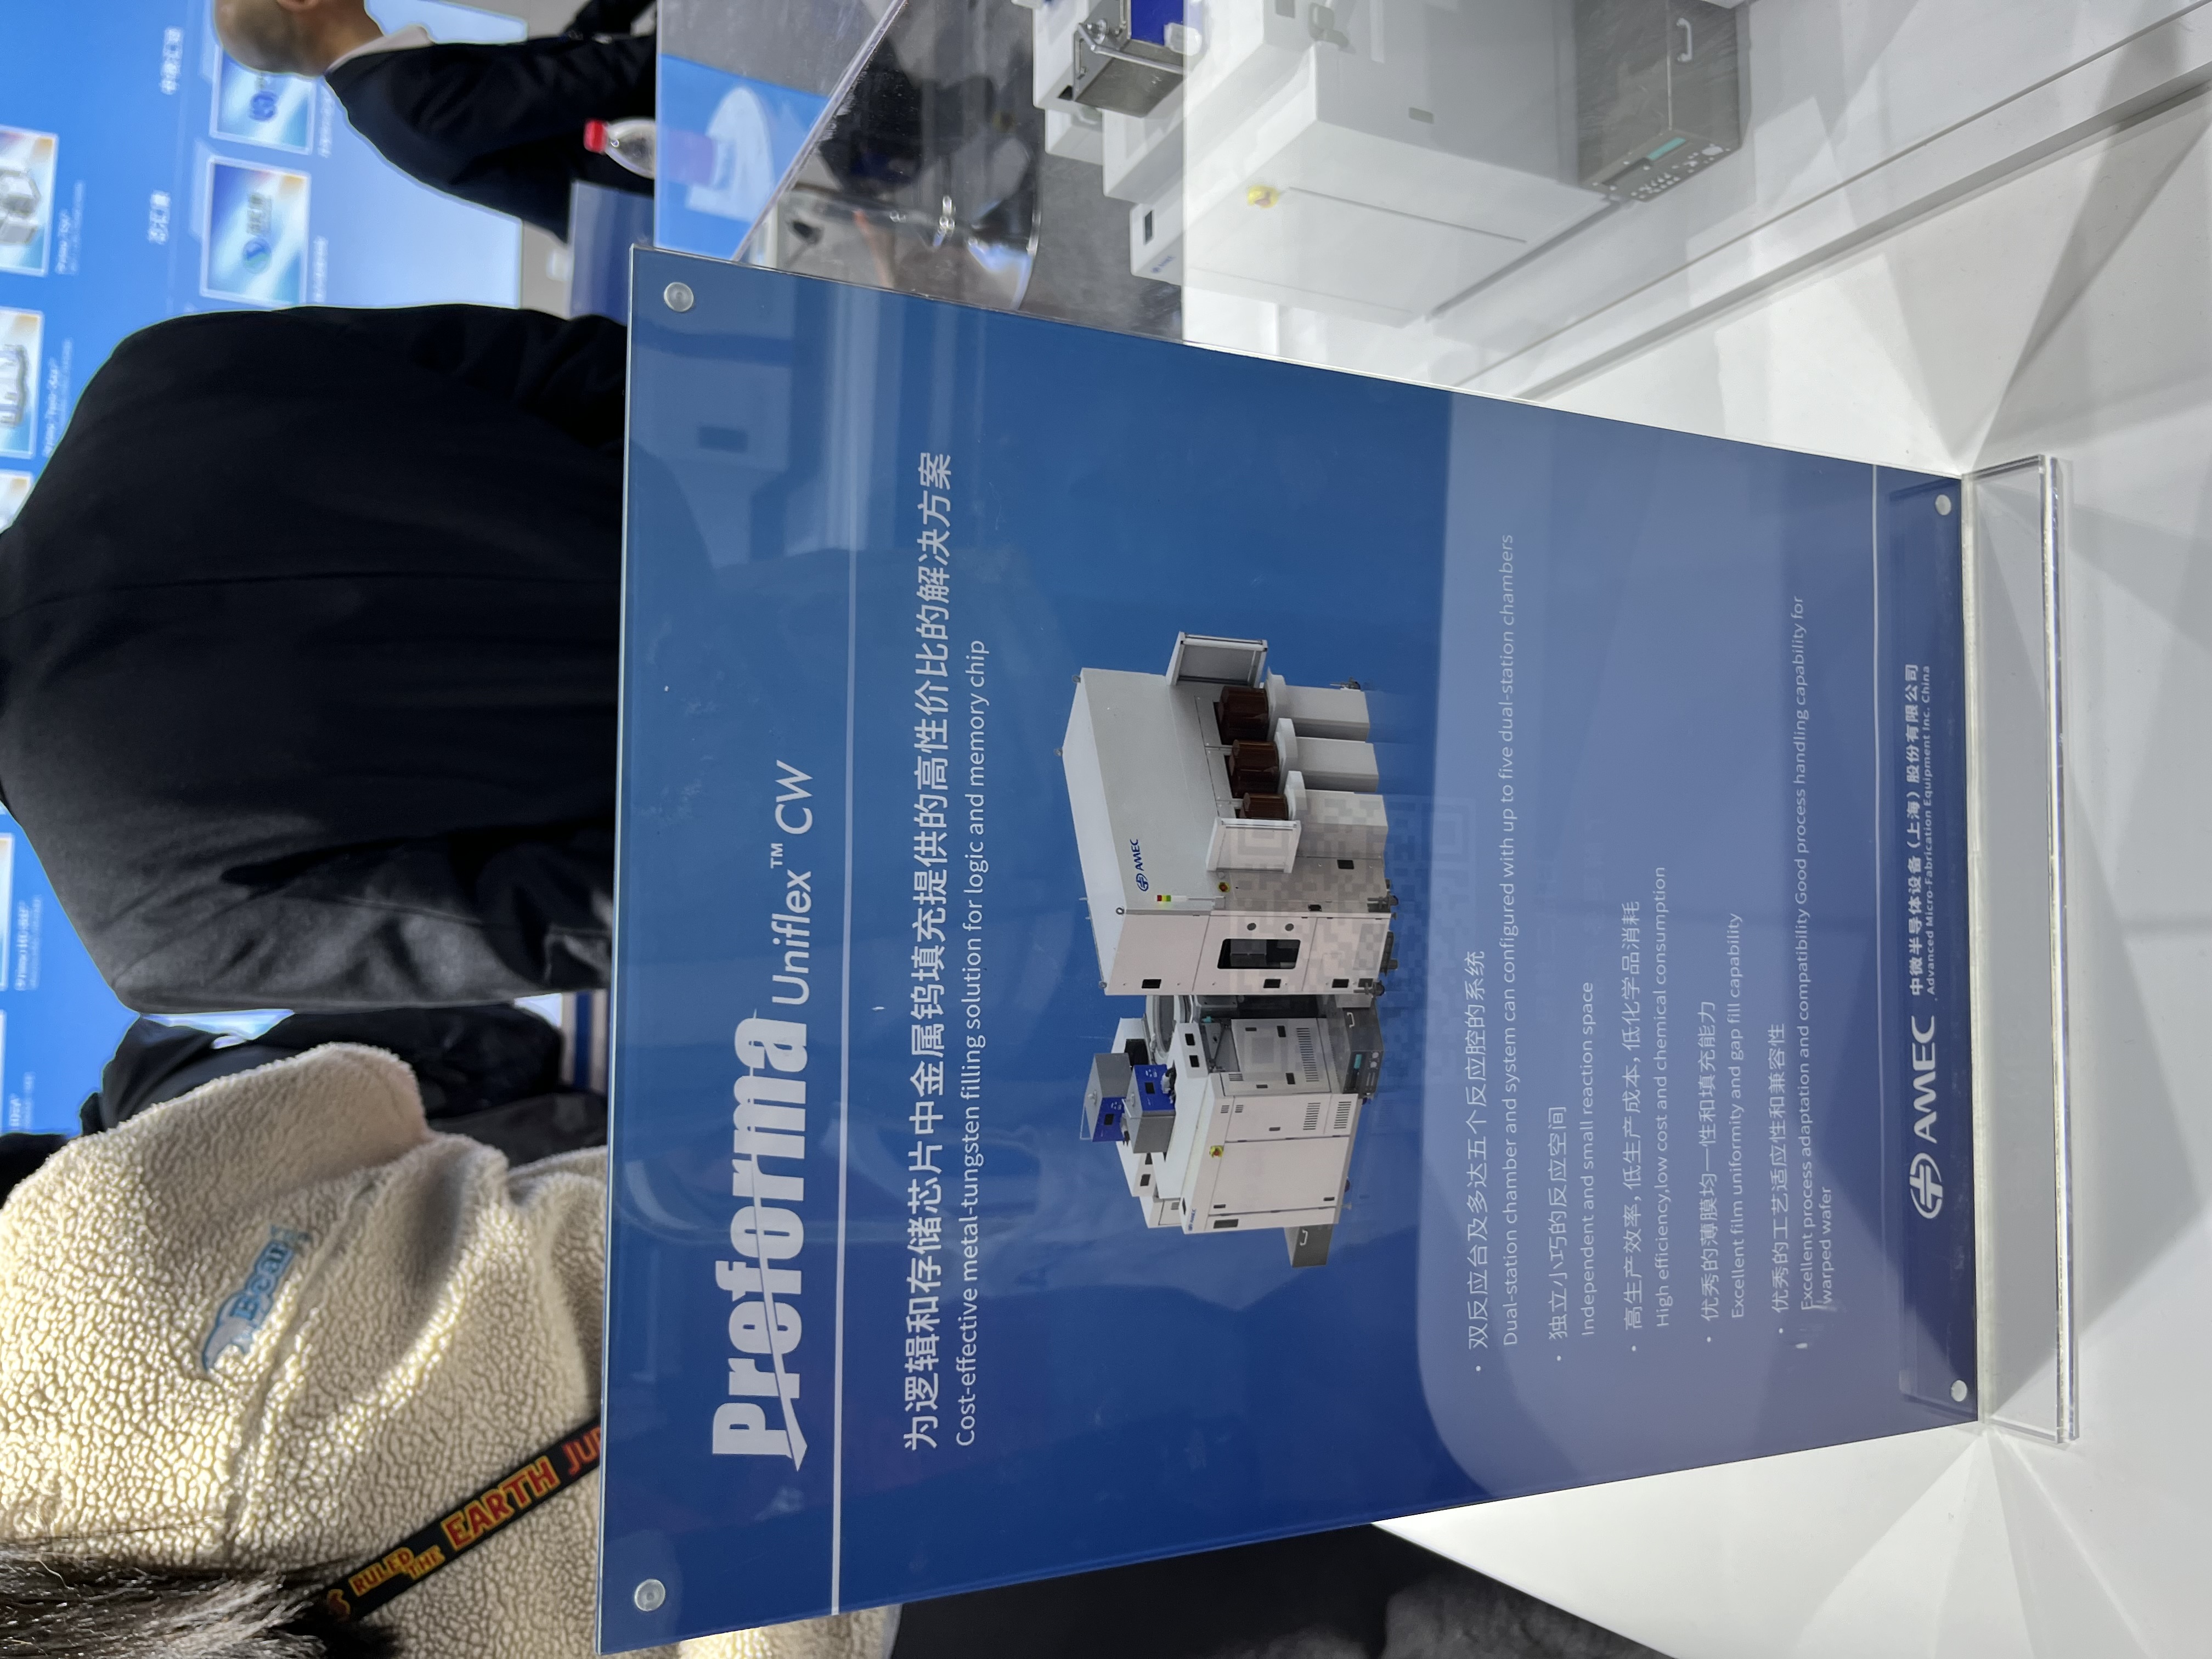 Bear
RULED
THE
EARTH
Preforma Uniflex™ CW
为逻辑和存储芯片中金属钨填充提供的高性价比的解决方案
Cost-effective metal-tungsten filling solution for logic and memory chip
AMEC
AMEC
· 双反应台及多达五个反应腔的系统
Dual-station chamber and system can configured with up to five dual-station chambers
· 独立小巧的反应空间
Independent and small reaction space
· 高生产效率,低生产成本,低化学品消耗
High efficiency,low cost and chemical consumption
· 优秀的薄膜均一性和填充能力
Excellent film uniformity and gap fill capability
· 优秀的工艺适应性和兼容性
Excellent process adaptation and compatibility Good process handling capability for
warped wafer
AMEC 中微半导体设备(上海)股份有限公司
Advanced Micro-Fabrication Equipment Inc. China